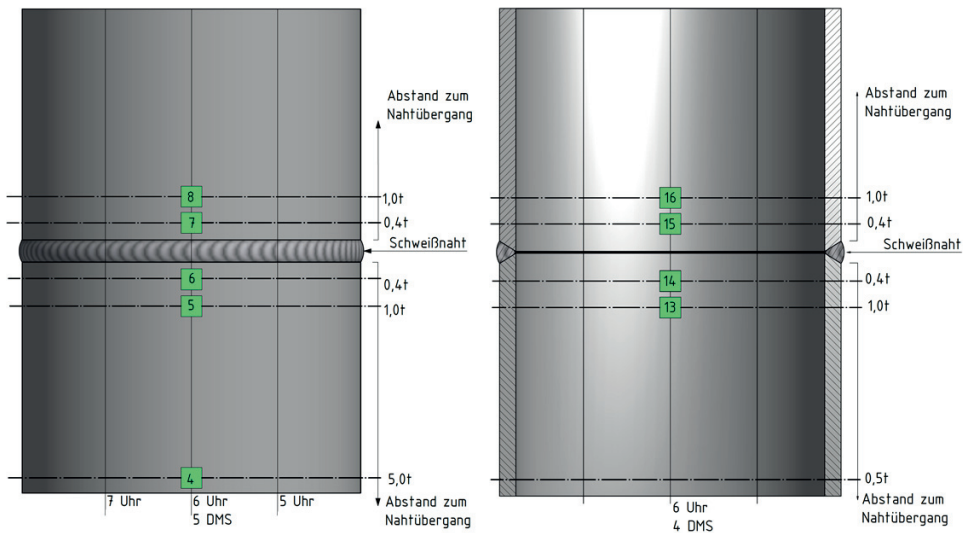 Abstand zum
Nahtübergang
8
1,0t
7
0,4t
Schweißnaht
6
0,4t
5
1,0t
4
5,0t
7 Uhr
6 Uhr
5 Uhr
5 DMS
Abstand zum
Nahtübergang
Abstand zum
Nahtübergang
16
1,0t
15
0,4t
Schweißnaht
14
0,4t
13
1,0t
0,5t
6 Uhr
4 DMS
Abstand zum
Nahtübergang